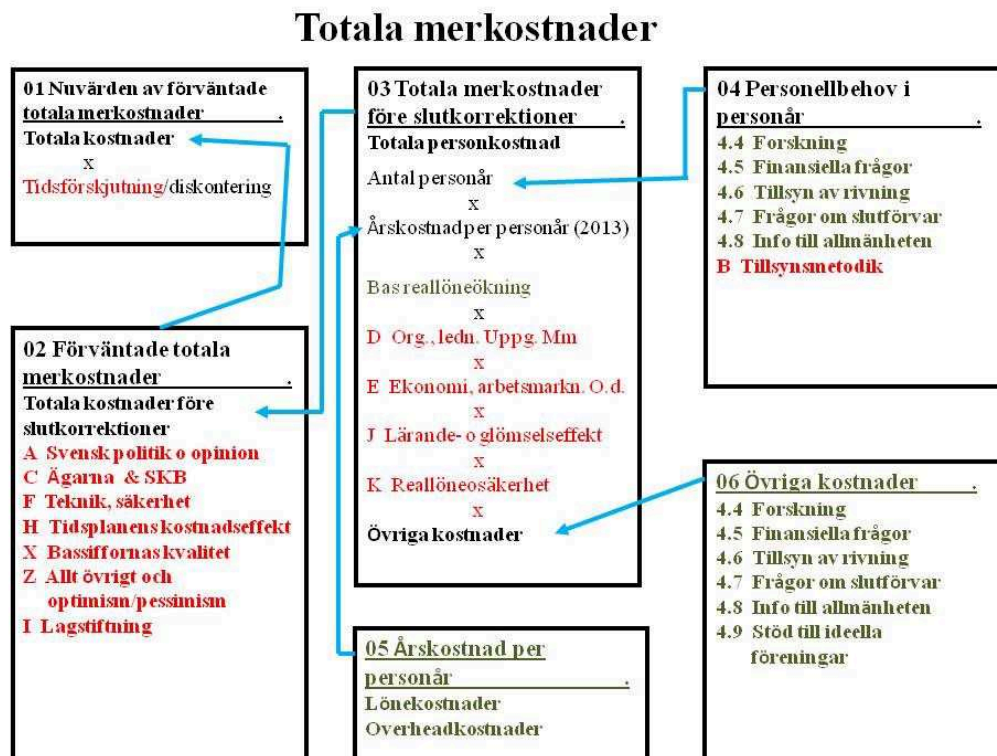 Totala merkostnader
01 Nuvärden av förväntade
totala merkostnader .
Totala kostnader
x
Tidsförskjutning/diskontering
02 Förväntade totala
merkostnader .
Totala kostnader före
slutkorrektioner
A Svensk politik o opinion
C Ägarna & SKB
F Teknik, säkerhet
H Tidsplanens kostnadseffekt
X Bassiffornas kvalitet
Z Allt övrigt och
optimism/pessimism
I Lagstiftning
03 Totala merkostnader
före slutkorrektioner .
Totala personkostnad
Antal personår
x
Årskostnad per personår (2013)
x
Bas reallöneökning
x
D Org., ledn. Uppg. Mm
x
E Ekonomi, arbetsmarkn. O. d.
x
J Lärande- o glömselseffekt
x
K Reallöneosäkerhet
x
Övriga kostnader
05 Årskostnad per
personår .
Lönekostnader
Overheadkostnader
04 Personellbehov i
personår .
4.4 Forskning
4.5 Finansiella frågor
4.6 Tillsyn av rivning
4.7 Frågor om slutförvar
4.8 Info till allmänheten
B Tillsynsmetodik
06 Övriga kostnader .
4.4 Forskning
4.5 Finansiella frågor
4.6 Tillsyn av rivning
4.7 Frågor om slutförvar
4.8 Info till allmänheten
4.9 Stöd till ideella
föreningar